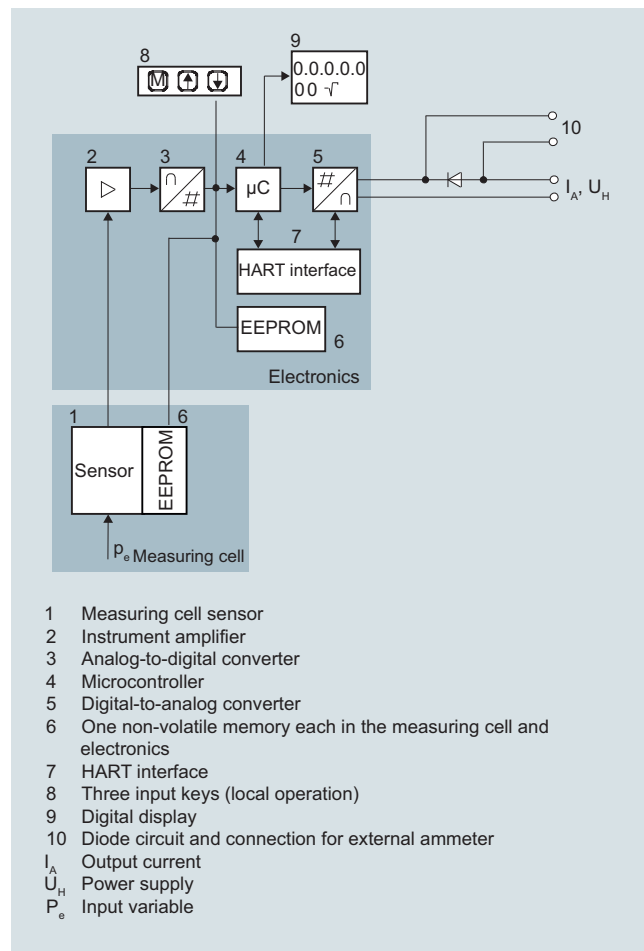 8
9
M
0.0.0.0.0
00 √
10
2
3
4
5
∩
#
µC
#
∩
I_A, U_H
7
HART interface
EEPROM
6
Electronics
1
6
Sensor
EEPROM
p_e Measuring cell
1 Measuring cell sensor
2 Instrument amplifier
3 Analog-to-digital converter
4 Microcontroller
5 Digital-to-analog converter
6 One non-volatile memory each in the measuring cell and
electronics
7 HART interface
8 Three input keys (local operation)
9 Digital display
10 Diode circuit and connection for external ammeter
I_A Output current
U_H Power supply
P_e Input variable